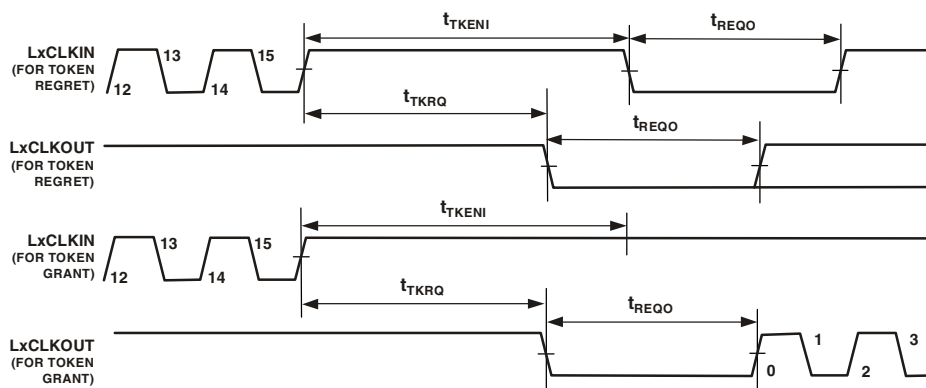 tTKENI
tREQO
LxCLKIN
(FOR TOKEN
REGRET)
13
15
12
14
tTKRQ
tREQO
LxCLKOUT
(FOR TOKEN
REGRET)
tTKENI
LxCLKIN
(FOR TOKEN
GRANT)
13
15
12
14
tTKRQ
tREQO
LxCLKOUT
(FOR TOKEN
GRANT)
1
3
0
2